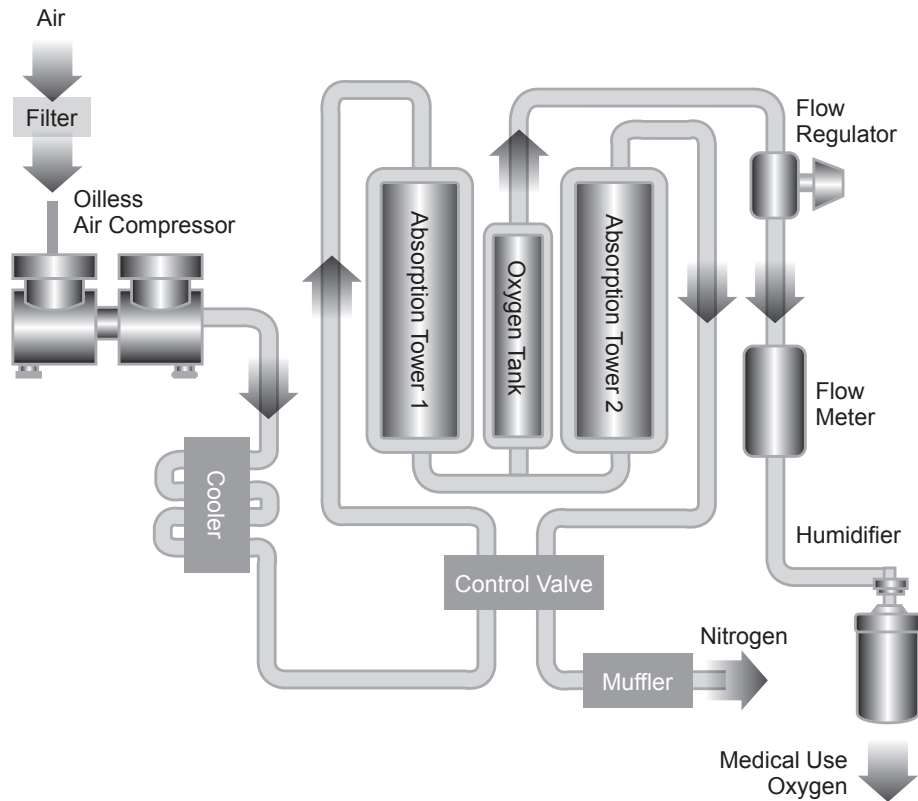 Air
Filter
Oilless
Air Compressor
Cooler
Absorption Tower 1
Oxygen Tank
Absorption Tower 2
Control Valve
Muffler
Nitrogen
Flow
Regulator
Flow
Meter
Humidifier
Medical Use
Oxygen